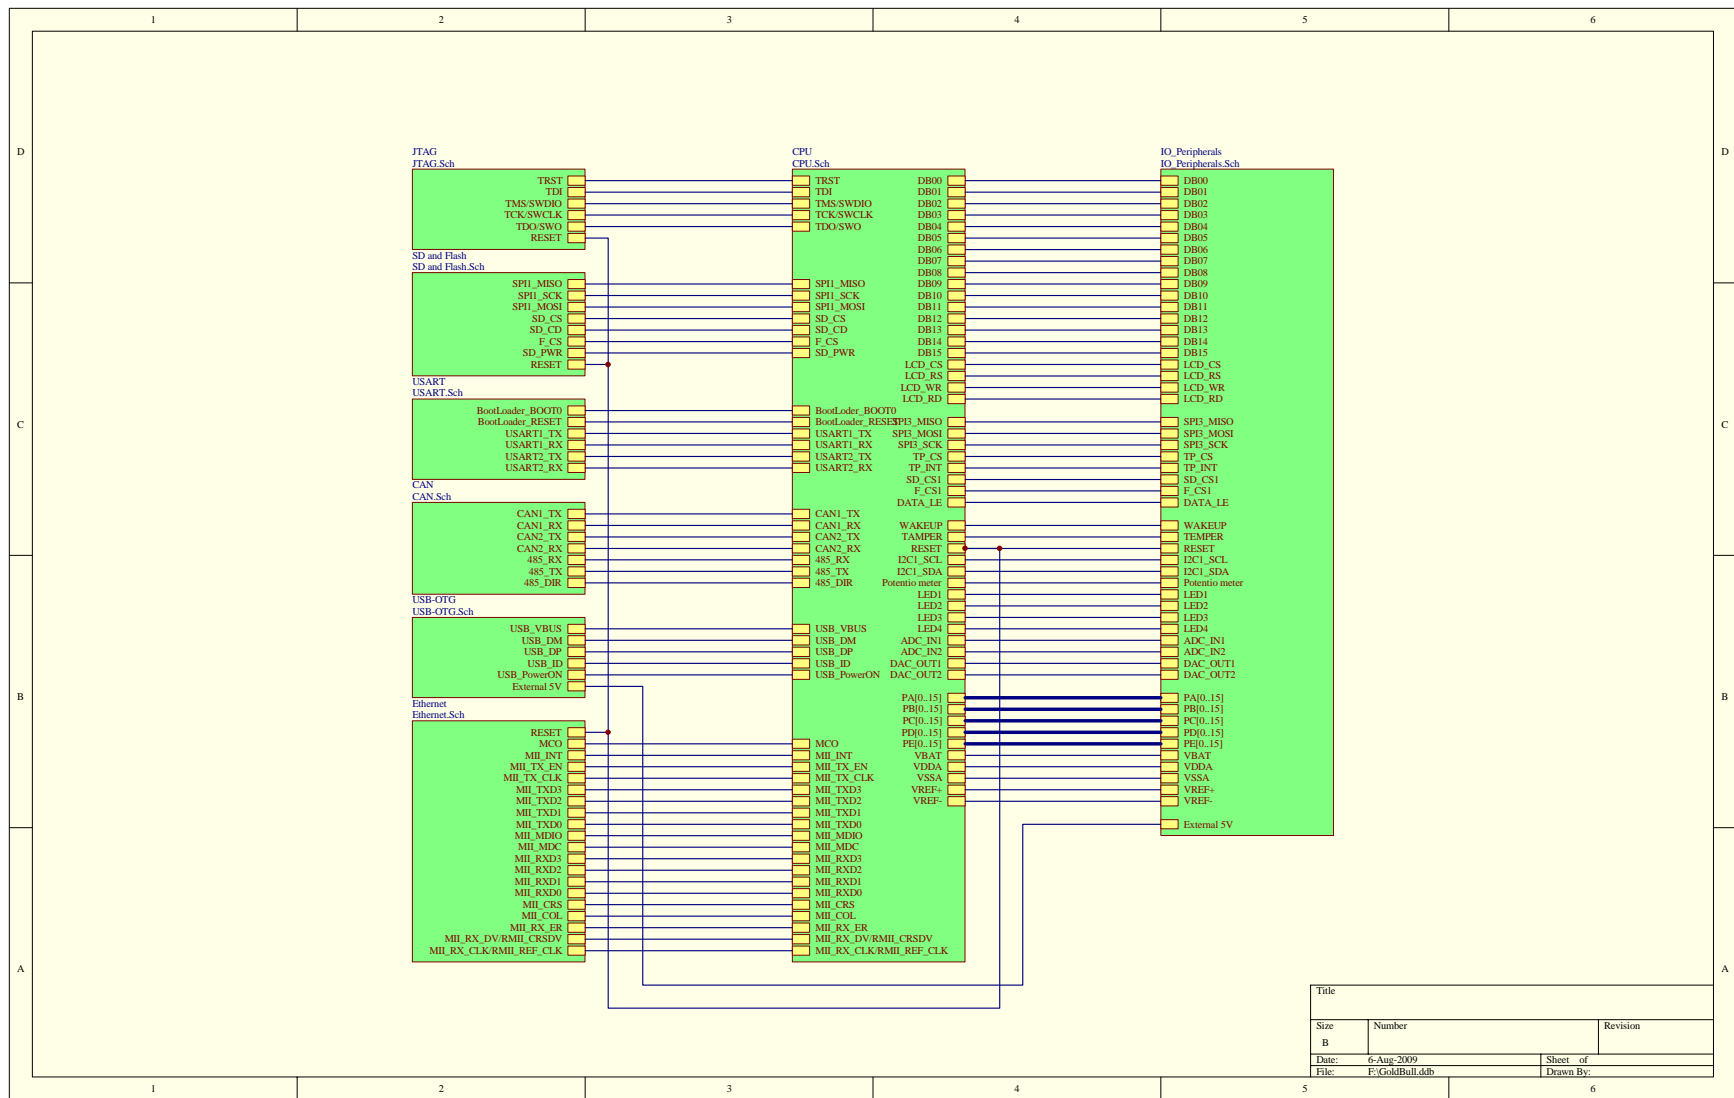 1 2 3 4 5 6
D
C
B
A
JTAG
JTAG.Sch
TRST
TDI
TMS/SWDIO
TCK/SWCLK
TDO/SWO
RESET
SD and Flash
SD and Flash.Sch
SPI1_MISO
SPI1_SCK
SPI1_MOSI
SD_CS
SD_CD
F_CS
SD_PWR
RESET
USART
USART.Sch
BootLoader_BOOT0
BootLoader_RESET
USART1_TX
USART1_RX
USART2_TX
USART2_RX
CAN
CAN.Sch
CAN1_TX
CAN1_RX
CAN2_TX
CAN2_RX
485_RX
485_TX
485_DIR
USB-OTG
USB-OTG.Sch
USB_VBUS
USB_DM
USB_DP
USB_ID
USB_PowerON
External 5V
Ethernet
Ethernet.Sch
RESET
MCO
MII_INT
MII_TX_EN
MII_TX_CLK
MII_TXD3
MII_TXD2
MII_TXD1
MII_TXD0
MII_MDIO
MII_MDC
MII_RXD3
MII_RXD2
MII_RXD1
MII_RXD0
MII_CRS
MII_COL
MII_RX_ER
MII_RX_DV/RMII_CRSDV
MII_RX_CLK/RMII_REF_CLK
CPU
CPU.Sch
TRST
TDI
TMS/SWDIO
TCK/SWCLK
TDO/SWO
SPI1_MISO
SPI1_SCK
SPI1_MOSI
SD_CS
SD_CD
F_CS
SD_PWR
BootLoder_BOOT0
BootLoader_RESET
USART1_TX
USART1_RX
USART2_TX
USART2_RX
CAN1_TX
CAN1_RX
CAN2_TX
CAN2_RX
485_RX
485_TX
485_DIR
USB_VBUS
USB_DM
USB_DP
USB_ID
USB_PowerON
MCO
MII_INT
MII_TX_EN
MII_TX_CLK
MII_TXD3
MII_TXD2
MII_TXD1
MII_TXD0
MII_MDIO
MII_MDC
MII_RXD3
MII_RXD2
MII_RXD1
MII_RXD0
MII_CRS
MII_COL
MII_RX_ER
MII_RX_DV/RMII_CRSDV
MII_RX_CLK/RMII_REF_CLK
DB00
DB01
DB02
DB03
DB04
DB05
DB06
DB07
DB08
DB09
DB10
DB11
DB12
DB13
DB14
DB15
LCD_CS
LCD_RS
LCD_WR
LCD_RD
SPI3_MISO
SPI3_MOSI
SPI3_SCK
TP_CS
TP_INT
SD_CS1
F_CS1
DATA_LE
WAKEUP
TAMPER
RESET
I2C1_SCL
I2C1_SDA
Potentio meter
LED1
LED2
LED3
LED4
ADC_IN1
ADC_IN2
DAC_OUT1
DAC_OUT2
PA[0..15]
PB[0..15]
PC[0..15]
PD[0..15]
PE[0..15]
VBAT
VDDA
VSSA
VREF+
VREF-
IO_Peripherals
IO_Peripherals.Sch
DB00
DB01
DB02
DB03
DB04
DB05
DB06
DB07
DB08
DB09
DB10
DB11
DB12
DB13
DB14
DB15
LCD_CS
LCD_RS
LCD_WR
LCD_RD
SPI3_MISO
SPI3_MOSI
SPI3_SCK
TP_CS
TP_INT
SD_CS1
F_CS1
DATA_LE
WAKEUP
TEMPER
RESET
I2C1_SCL
I2C1_SDA
Potentio meter
LED1
LED2
LED3
LED4
ADC_IN1
ADC_IN2
DAC_OUT1
DAC_OUT2
PA[0..15]
PB[0..15]
PC[0..15]
PD[0..15]
PE[0..15]
VBAT
VDDA
VSSA
VREF+
VREF-
External 5V
D
C
B
A
Title
Size Number Revision
B
Date: 6-Aug-2009 Sheet of
File: F:\GoldBull.ddb Drawn By:
1 2 3 4 5 6